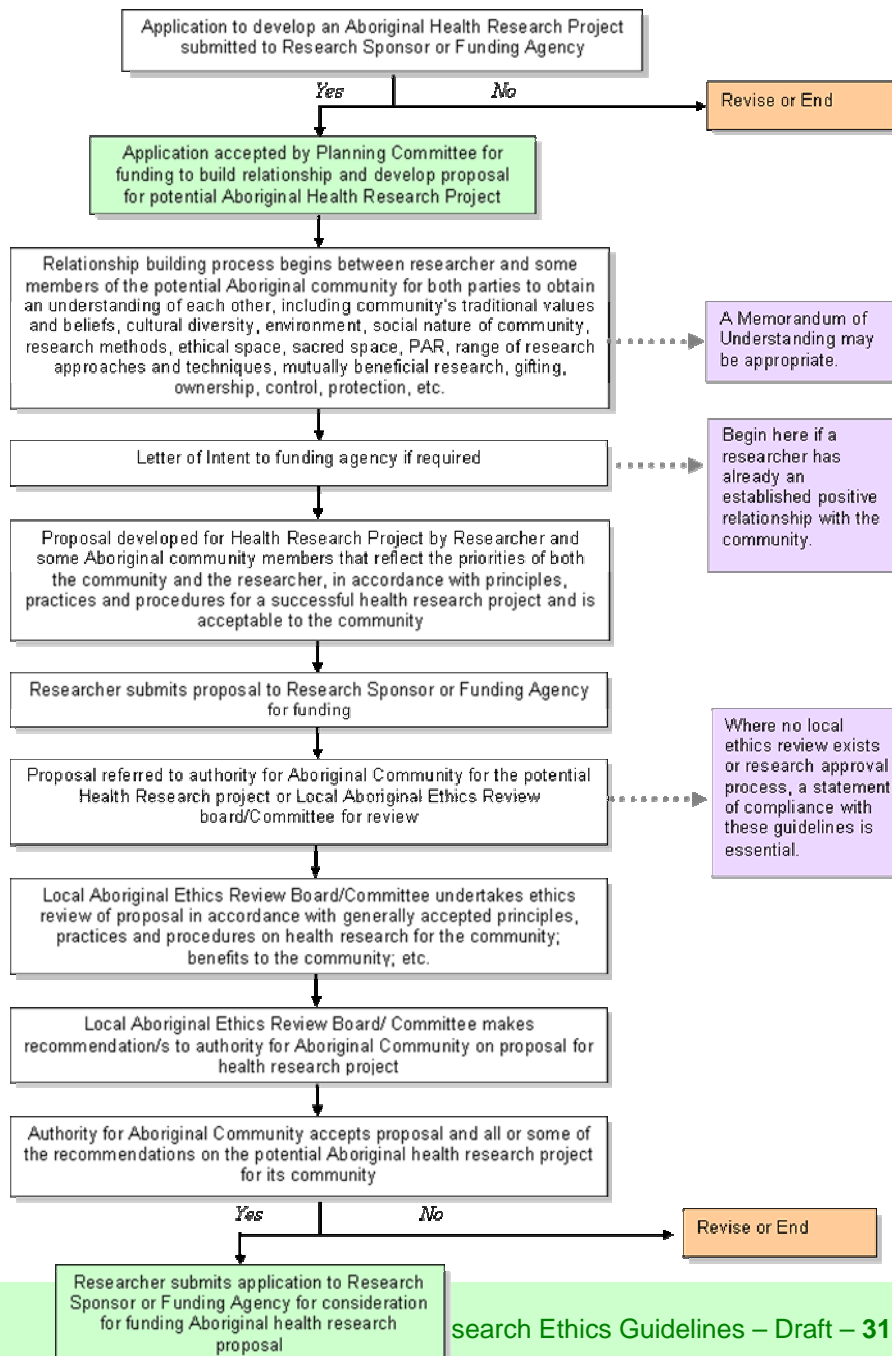 Application to develop an Aboriginal Health Research Project
submitted to Research Sponsor or Funding Agency
Yes
No
Revise or End
Application accepted by Planning Committee for
funding to build relationship and develop proposal
for potential Aboriginal Health Research Project
Relationship building process begins between researcher and some
members of the potential Aboriginal community for both parties to obtain
an understanding of each other, including community's traditional values
and beliefs, cultural diversity, environment, social nature of community,
research methods, ethical space, sacred space, PAR, range of research
approaches and techniques, mutually beneficial research, gifting,
ownership, control, protection, etc.
A Memorandum of
Understanding may
be appropriate.
Letter of Intent to funding agency if required
Begin here if a
researcher has
already an
established positive
relationship with the
community.
Proposal developed for Health Research Project by Researcher and
some Aboriginal community members that reflect the priorities of both
the community and the researcher, in accordance with principles,
practices and procedures for a successful health research project and is
acceptable to the community
Researcher submits proposal to Research Sponsor or Funding Agency
for funding
Proposal referred to authority for Aboriginal Community for the potential
Health Research project or Local Aboriginal Ethics Review
board/Committee for review
Where no local
ethics review exists
or research approval
process, a statement
of compliance with
these guidelines is
essential.
Local Aboriginal Ethics Review Board/Committee undertakes ethics
review of proposal in accordance with generally accepted principles,
practices and procedures on health research for the community;
benefits to the community; etc.
Local Aboriginal Ethics Review Board/ Committee makes
recommendation/s to authority for Aboriginal Community on proposal for
health research project
Authority for Aboriginal Community accepts proposal and all or some of
the recommendations on the potential Aboriginal health research project
for its community
Yes
No
Revise or End
Researcher submits application to Research
Sponsor or Funding Agency for consideration
for funding Aboriginal health research
proposal
search Ethics Guidelines – Draft – 31